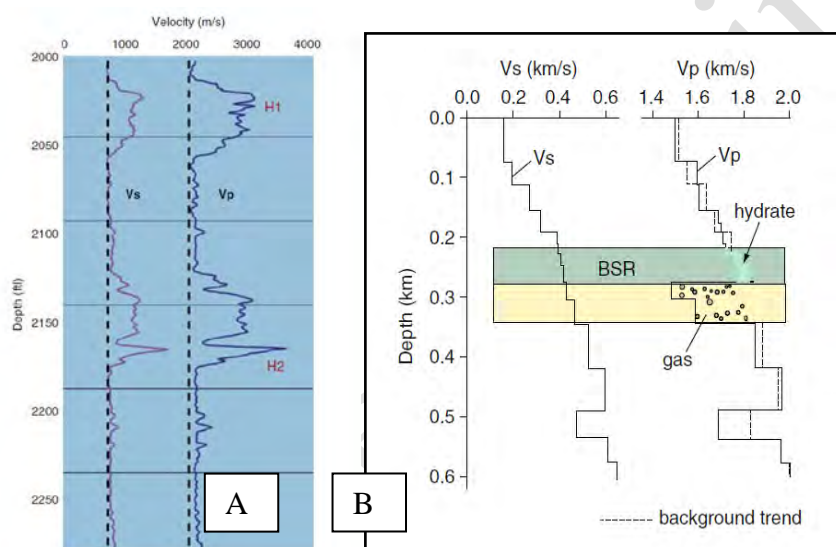 Velocity (m/s)
0 1000 2000 3000 4000
2000
2050
2100
2150
2200
2250
Depth (ft)
H1
Vs Vp
H2
A
B
Vs (km/s) Vp (km/s)
0.0 0.2 0.4 0.6 1.4 1.6 1.8 2.0
0.0
0.1
0.2
0.3
0.4
0.5
0.6
Depth (km)
Vs
Vp
hydrate
BSR
gas
background trend